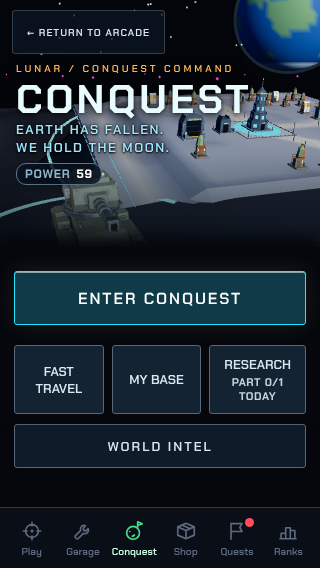 ← RETURN TO ARCADE
LUNAR / CONQUEST COMMAND
CONQUEST
EARTH HAS FALLEN.
WE HOLD THE MOON.
POWER 59
ENTER CONQUEST
FAST
TRAVEL
MY BASE
RESEARCH
PART 0/1
TODAY
WORLD INTEL
Play
Garage
Conquest
Shop
Quests
Ranks